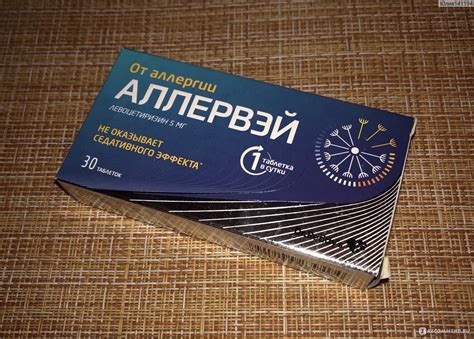 От аллергии
АЛЛЕРВЭЙ
ЛЕВОЦЕТИРИЗИН 5 МГ
НЕ ОКАЗЫВАЕТ
СЕДАТИВНОГО ЭФФЕКТА*
1 таблетка
в сутки
30 ТАБЛЕТОК